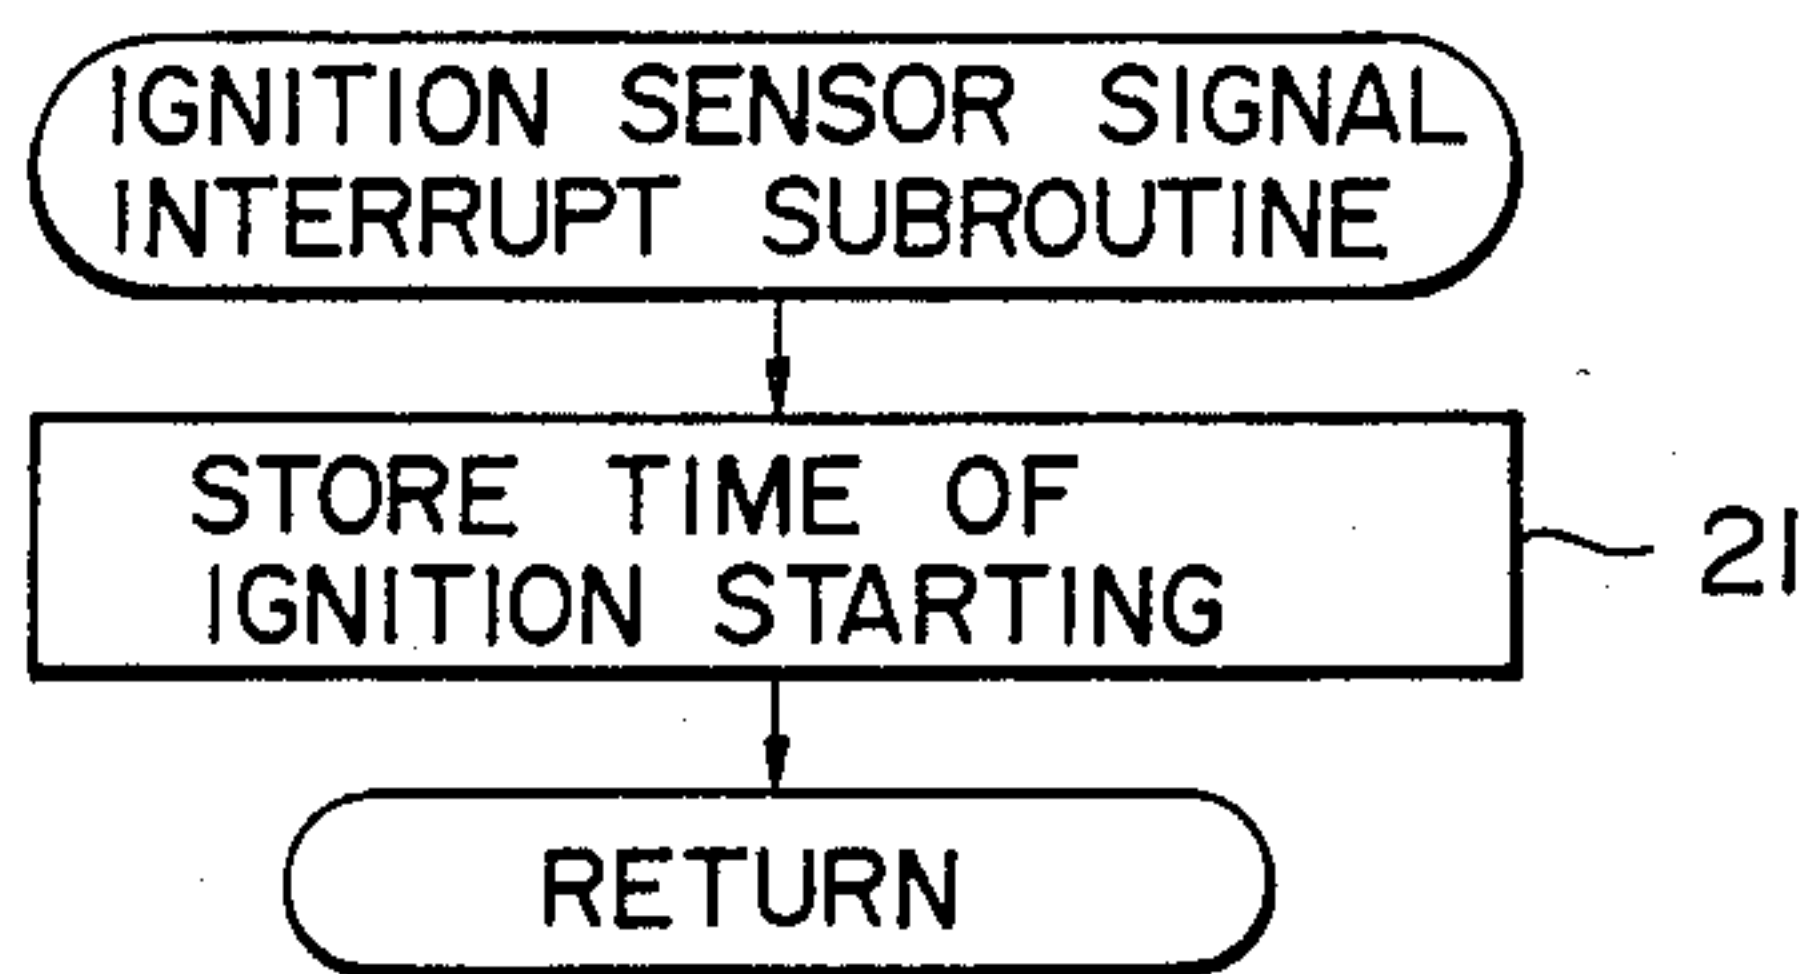 IGNITION SENSOR SIGNAL
INTERRUPT SUBROUTINE
STORE TIME OF
IGNITION STARTING
21
RETURN